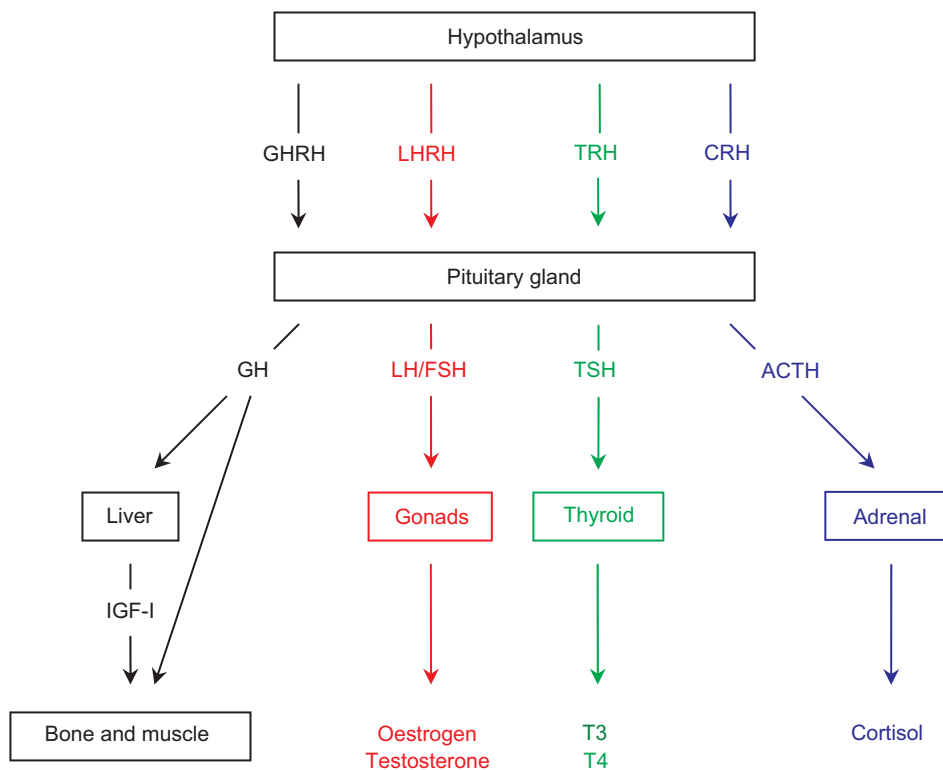 Hypothalamus
GHRH
LHRH
TRH
CRH
Pituitary gland
GH
LH/FSH
TSH
ACTH
Liver
Gonads
Thyroid
Adrenal
IGF-I
Bone and muscle
Oestrogen
Testosterone
T3
T4
Cortisol